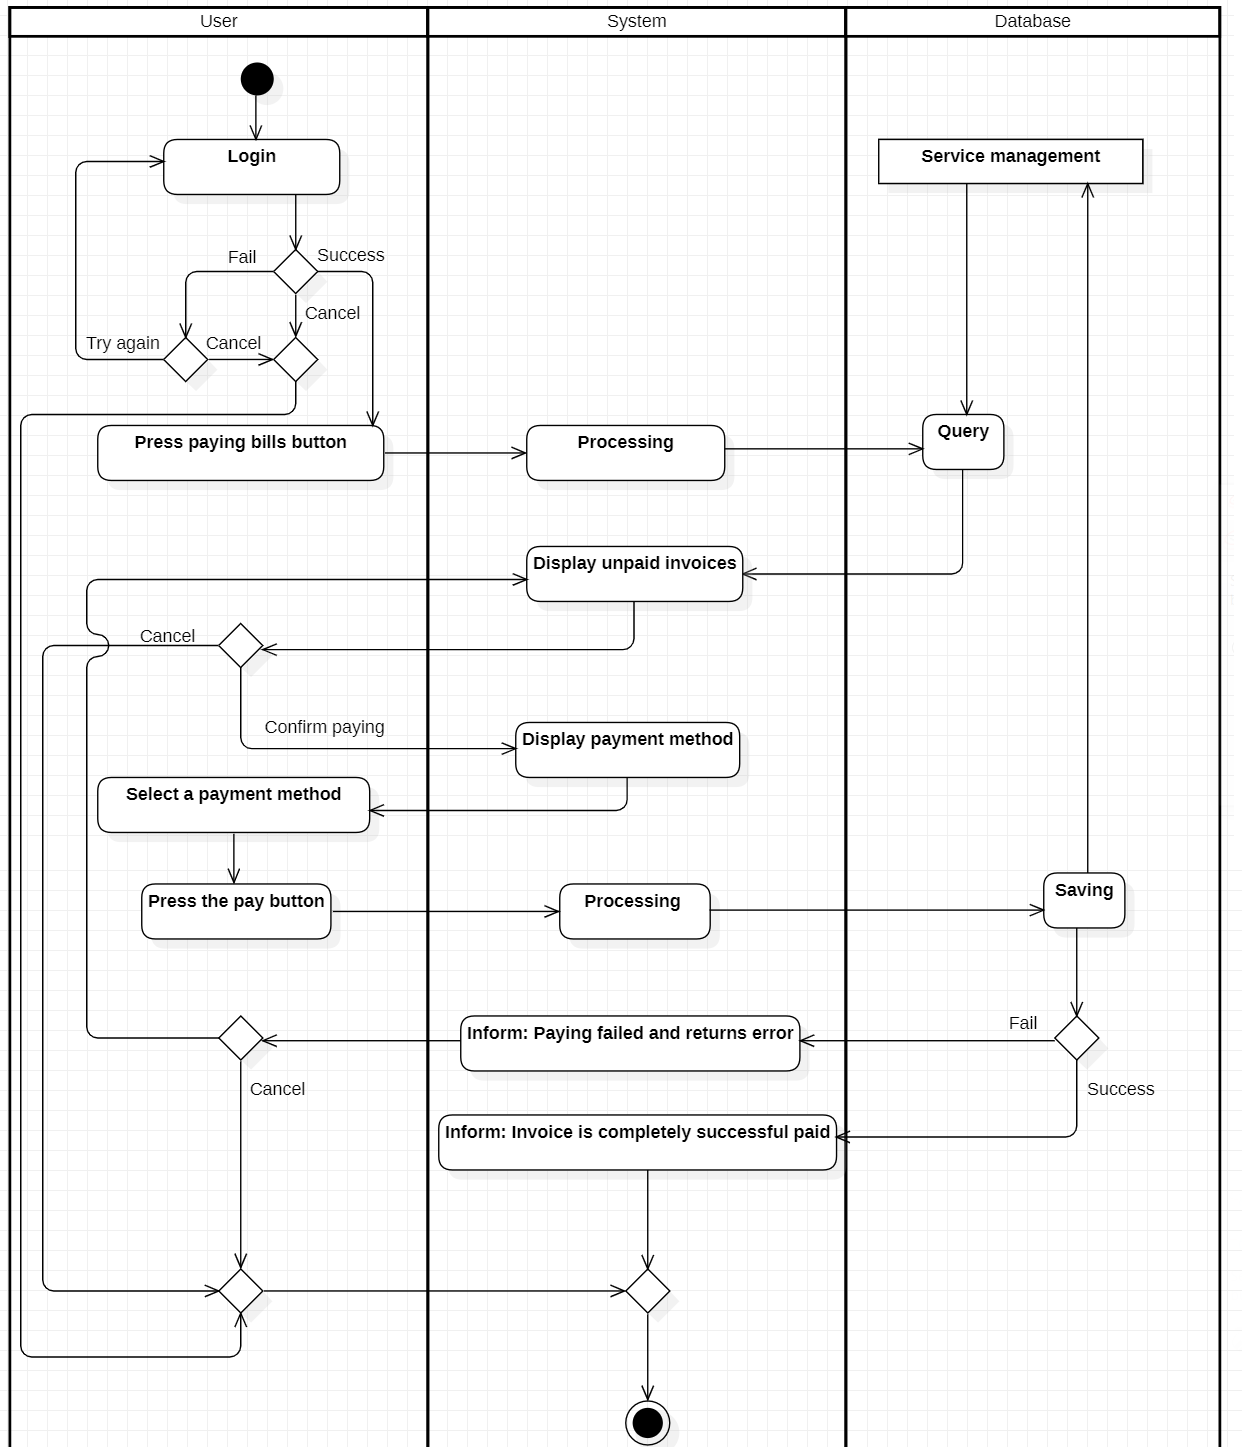 User
System
Database
Login
Service management
Fail
Success
Cancel
Try again
Cancel
Press paying bills button
Processing
Query
Display unpaid invoices
Cancel
Confirm paying
Display payment method
Select a payment method
Press the pay button
Processing
Saving
Inform: Paying failed and returns error
Fail
Cancel
Success
Inform: Invoice is completely successful paid